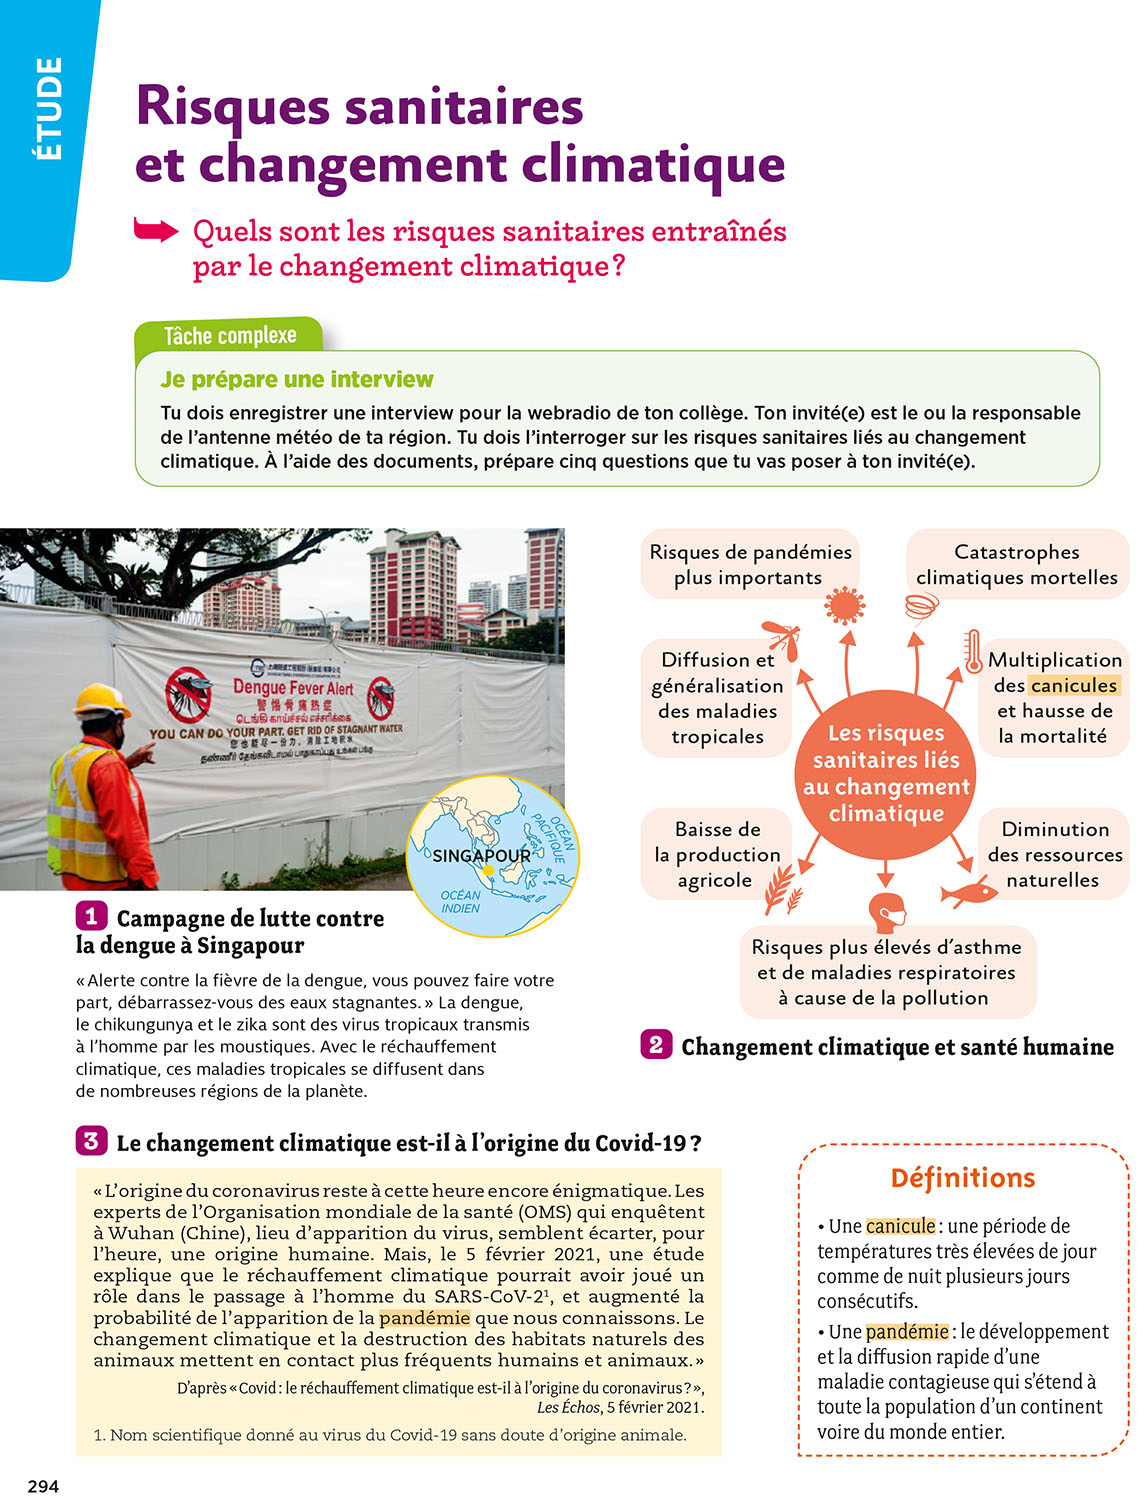 ÉTUDE
Risques sanitaires
et changement climatique
Quels sont les risques sanitaires entraînés
par le changement climatique ?
Tâche complexe
Je prépare une interview
Tu dois enregistrer une interview pour la webradio de ton collège. Ton invité(e) est le ou la responsable
de l’antenne météo de ta région. Tu dois l’interroger sur les risques sanitaires liés au changement
climatique. À l’aide des documents, prépare cinq questions que tu vas poser à ton invité(e).
Dengue Fever Alert
警惕骨痛热症
டெங்கி காய்ச்சல் எச்சரிக்கை
YOU CAN DO YOUR PART. GET RID OF STAGNANT WATER
您也能尽一份力，消除工地积水
SINGAPOUR
OCÉAN
PACIFIQUE
OCÉAN
INDIEN
1 Campagne de lutte contre
la dengue à Singapour
« Alerte contre la fièvre de la dengue, vous pouvez faire votre
part, débarrassez-vous des eaux stagnantes. » La dengue,
le chikungunya et le zika sont des virus tropicaux transmis
à l’homme par les moustiques. Avec le réchauffement
climatique, ces maladies tropicales se diffusent dans
de nombreuses régions de la planète.
Risques de pandémies
plus importants
Catastrophes
climatiques mortelles
Diffusion et
généralisation
des maladies
tropicales
Multiplication
des canicules
et hausse de
la mortalité
Les risques
sanitaires liés
au changement
climatique
Baisse de
la production
agricole
Diminution
des ressources
naturelles
Risques plus élevés d’asthme
et de maladies respiratoires
à cause de la pollution
2 Changement climatique et santé humaine
3 Le changement climatique est-il à l’origine du Covid-19 ?
« L’origine du coronavirus reste à cette heure encore énigmatique. Les
experts de l’Organisation mondiale de la santé (OMS) qui enquêtent
à Wuhan (Chine), lieu d’apparition du virus, semblent écarter, pour
l’heure, une origine humaine. Mais, le 5 février 2021, une étude
explique que le réchauffement climatique pourrait avoir joué un
rôle dans le passage à l’homme du SARS-CoV-2¹, et augmenté la
probabilité de l’apparition de la pandémie que nous connaissons. Le
changement climatique et la destruction des habitats naturels des
animaux mettent en contact plus fréquents humains et animaux. »
D’après « Covid : le réchauffement climatique est-il à l’origine du coronavirus ? »,
Les Échos, 5 février 2021.
1. Nom scientifique donné au virus du Covid-19 sans doute d’origine animale.
Définitions
• Une canicule : une période de
températures très élevées de jour
comme de nuit plusieurs jours
consécutifs.
• Une pandémie : le développement
et la diffusion rapide d’une
maladie contagieuse qui s’étend à
toute la population d’un continent
voire du monde entier.
294